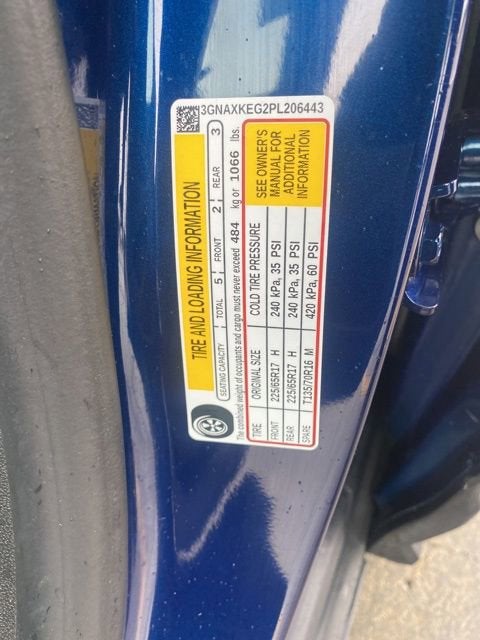 3GNAXKEG2PL206443
TIRE AND LOADING INFORMATION
SEATING CAPACITY TOTAL 5 FRONT 2 REAR 3
The combined weight of occupants and cargo must never exceed 484 kg or 1066 lbs.
TIRE ORIGINAL SIZE COLD TIRE PRESSURE
FRONT 225/65R17 H 240 kPa, 35 PSI
REAR 225/65R17 H 240 kPa, 35 PSI
SPARE T135/70R16 M 420 kPa, 60 PSI
SEE OWNER'S
MANUAL FOR
ADDITIONAL
INFORMATION